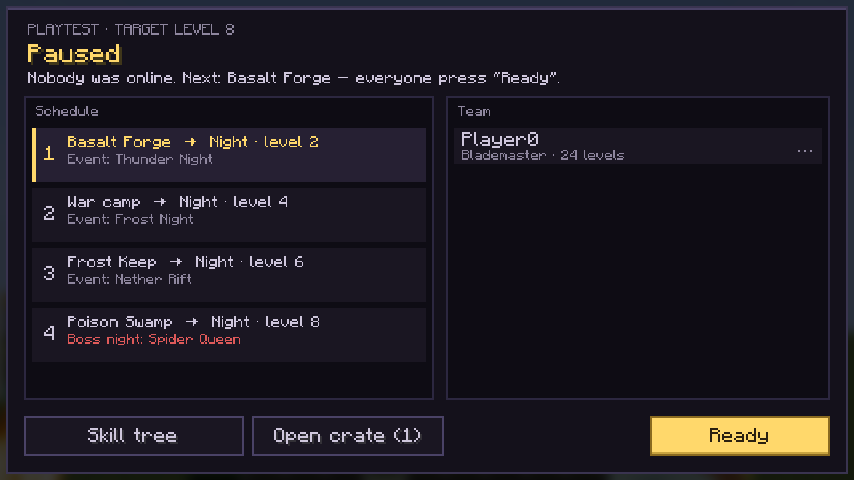 PLAYTEST · TARGET LEVEL 8
Paused
Nobody was online. Next: Basalt Forge — everyone press "Ready".
Schedule
1
Basalt Forge → Night · level 2
Event: Thunder Night
2
War camp → Night · level 4
Event: Frost Night
3
Frost Keep → Night · level 6
Event: Nether Rift
4
Poison Swamp → Night · level 8
Boss night: Spider Queen
Team
Player0
Blademaster · 24 levels
...
Skill tree
Open crate (1)
Ready